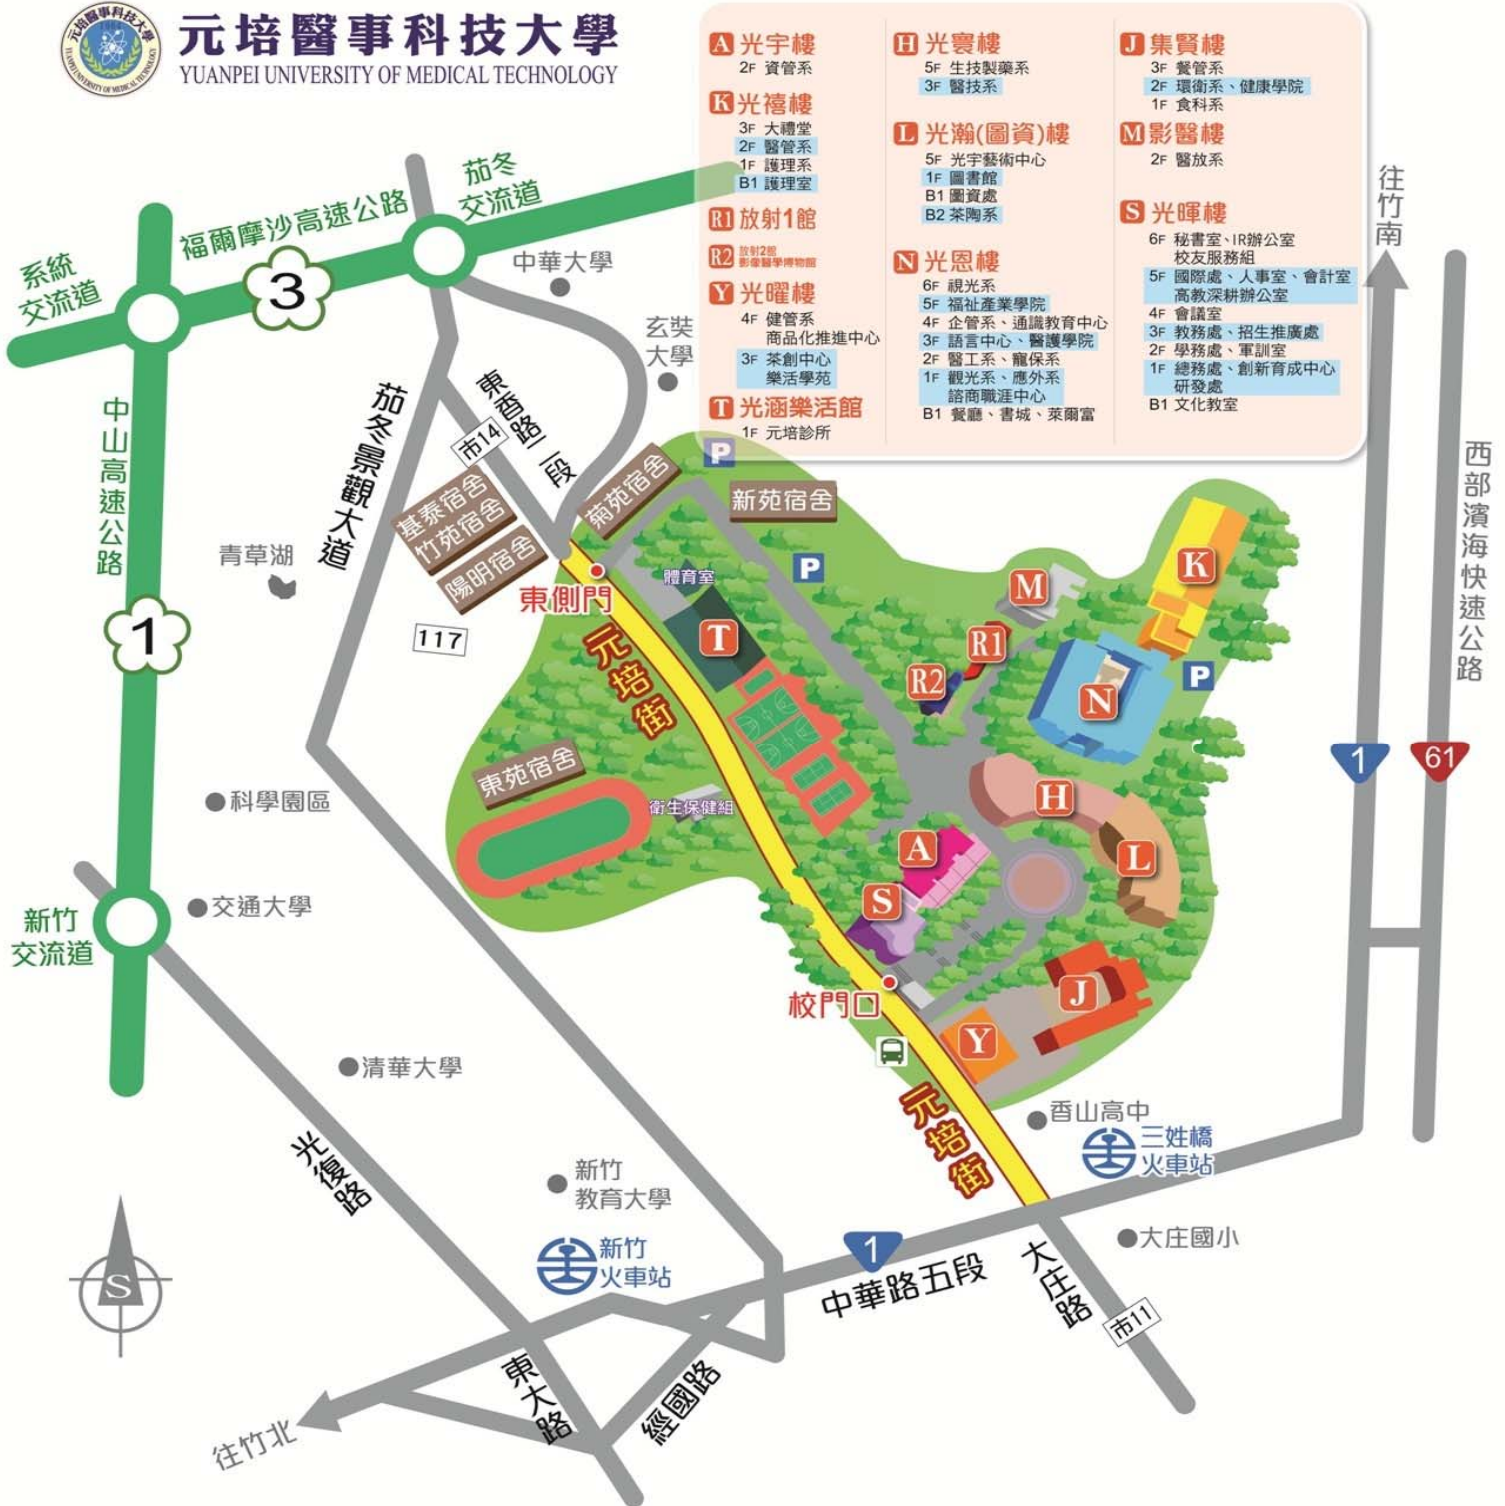 元培醫事科技大學
YUANPEI UNIVERSITY OF MEDICAL TECHNOLOGY
A 光宇樓
2F 資管系
K 光禧樓
3F 大禮堂
2F 醫管系
1F 護理系
B1 護理室
R1 放射1館
R2 放射2館
影像醫學博物館
Y 光曜樓
4F 健管系
商品化推進中心
3F 茶創中心
樂活學苑
T 光涵樂活館
1F 元培診所
H 光寰樓
5F 生技製藥系
3F 醫技系
L 光瀚(圖資)樓
5F 光宇藝術中心
1F 圖書館
B1 圖資處
B2 茶陶系
N 光恩樓
6F 視光系
5F 福祉產業學院
4F 企管系、通識教育中心
3F 語言中心、醫護學院
2F 醫工系、寵保系
1F 觀光系、應外系
諮商職涯中心
B1 餐廳、書城、萊爾富
J 集賢樓
3F 餐管系
2F 環衛系、健康學院
1F 食科系
M 影醫樓
2F 醫放系
S 光暉樓
6F 秘書室、IR辦公室
校友服務組
5F 國際處、人事室、會計室
高教深耕辦公室
4F 會議室
3F 教務處、招生推廣處
2F 學務處、軍訓室
1F 總務處、創新育成中心
研發處
B1 文化教室
往竹南
茄冬
交流道
福爾摩沙高速公路
系統
交流道
3
中華大學
玄奘
大學
中山高速公路
茄冬景觀大道
東香路一段
市14
西部濱海快速公路
P
菊苑宿舍
新苑宿舍
基泰宿舍
竹苑宿舍
陽明宿舍
青草湖
東側門
體育室
P
M
K
1
117
T
R1
R2
N
P
元培街
東苑宿舍
1
61
科學園區
衛生保健組
H
A
L
S
交通大學
新竹
交流道
校門口
J
Y
清華大學
元培街
香山高中
三姓橋
火車站
光復路
新竹
教育大學
新竹
火車站
1
中華路五段
大庄路
大庄國小
市11
S
東大路
經國路
往竹北